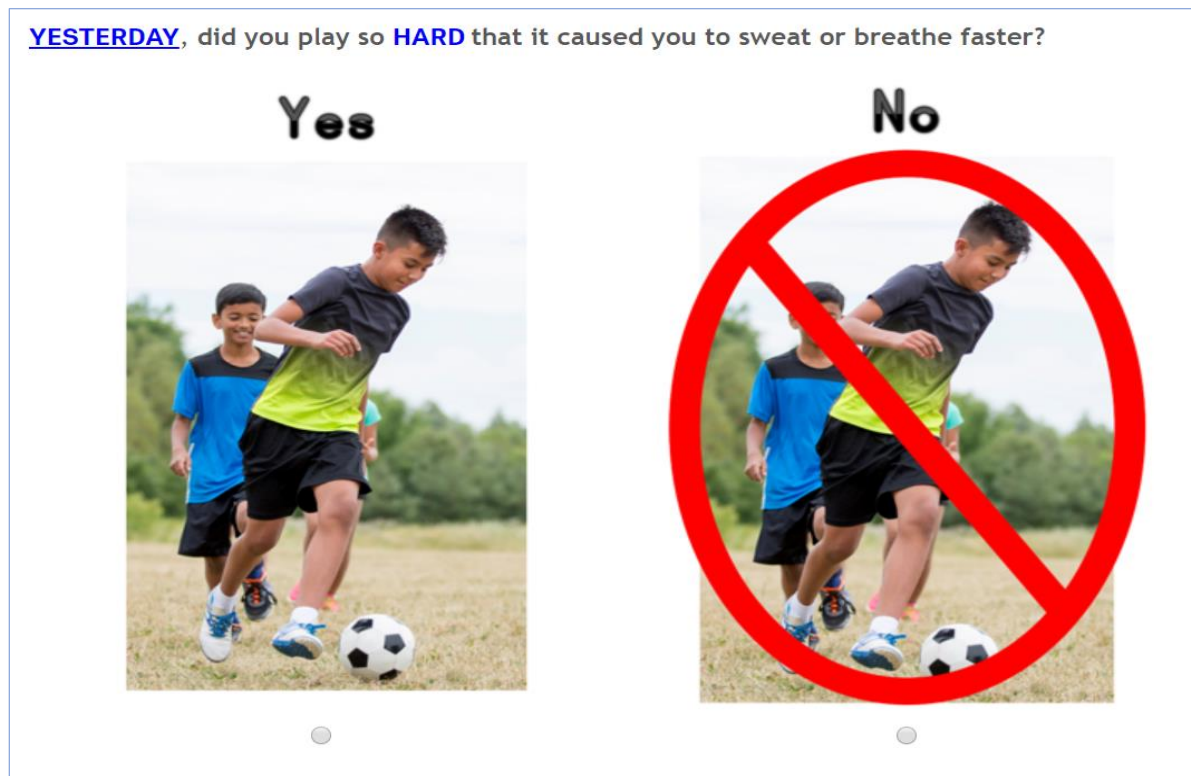 YESTERDAY, did you play so HARD that it caused you to sweat or breathe faster?
Yes
No